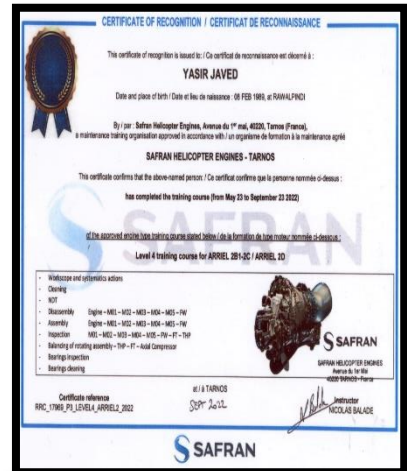 CERTIFICATE OF RECOGNITION / CERTIFICAT DE RECONNAISSANCE
This certificate of recognition is issued to: / Ce certificat de reconnaissance est décerné à :
YASIR JAVED
Date and place of birth / Date et lieu de naissance : 08 FEB 1989, at RAWALPINDI
By / par : Safran Helicopter Engines, Avenue du 1er mai, 40220, Tarnos (France),
a maintenance training organisation approved in accordance with / un organisme de formation à la maintenance agréé
SAFRAN HELICOPTER ENGINES - TARNOS
This certificate confirms that the above-named person: / Ce certificat confirme que la personne nommée ci-dessus :
has completed the training course (from May 23 to September 23 2022)
SAFRAN
of the approved engine type training course stated below / de la formation de type moteur nommée ci-dessous :
/
Level 4 training course for ARRIEL 2B1-2C / ARRIEL 2D
- Workscope and systematics actions
- Cleaning
- NDT
- Disassembly Engine – M01 – M02 – M03 – M04 – M05 – FW
- Assembly Engine – M01 – M02 – M03 – M04 – M05 – FW
- Inspection M01 – M02 – M03 – M04 – M05 – FW – FT – THP
- Balancing of rotating assembly – THP – FT – Axial Compressor
- Bearings inspection
- Bearings cleaning
SAFRAN
SAFRAN HELICOPTER ENGINES
Avenue du 1er Mai
40220 TARNOS - France
Certificate reference
RRC_17989_P3_LEVEL4_ARRIEL2_2022
at / à TARNOS
SEPT 2022
Instructor
NICOLAS BALADE
SAFRAN